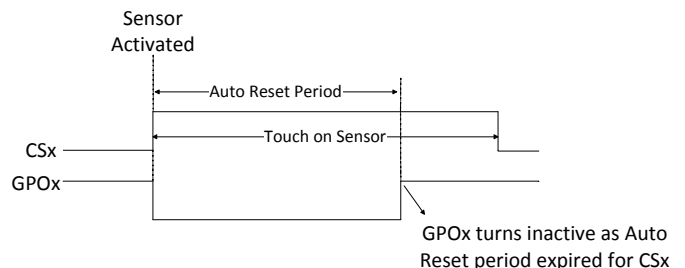 Sensor
Activated
Auto Reset Period
Touch on Sensor
CSx
GPOx
GPOx turns inactive as Auto
Reset period expired for CSx